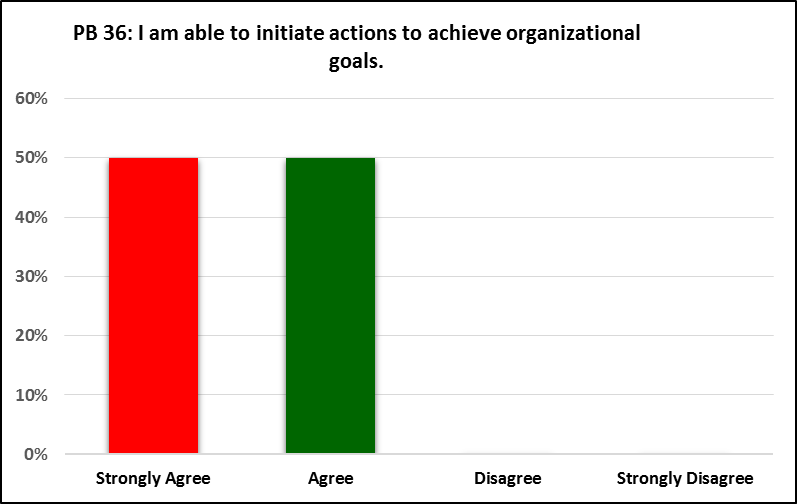 PB 36: I am able to initiate actions to achieve organizational
goals.
60%
50%
40%
30%
20%
10%
0%
Strongly Agree Agree Disagree Strongly Disagree